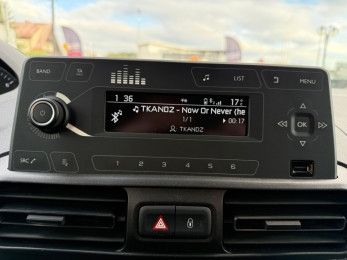 BAND TA LIST MENU
1 36 17
TKANDZ - Now Or Never (he
1/1 00:17
TKANDZ
OK
SRC
1 2 3 4 5 6